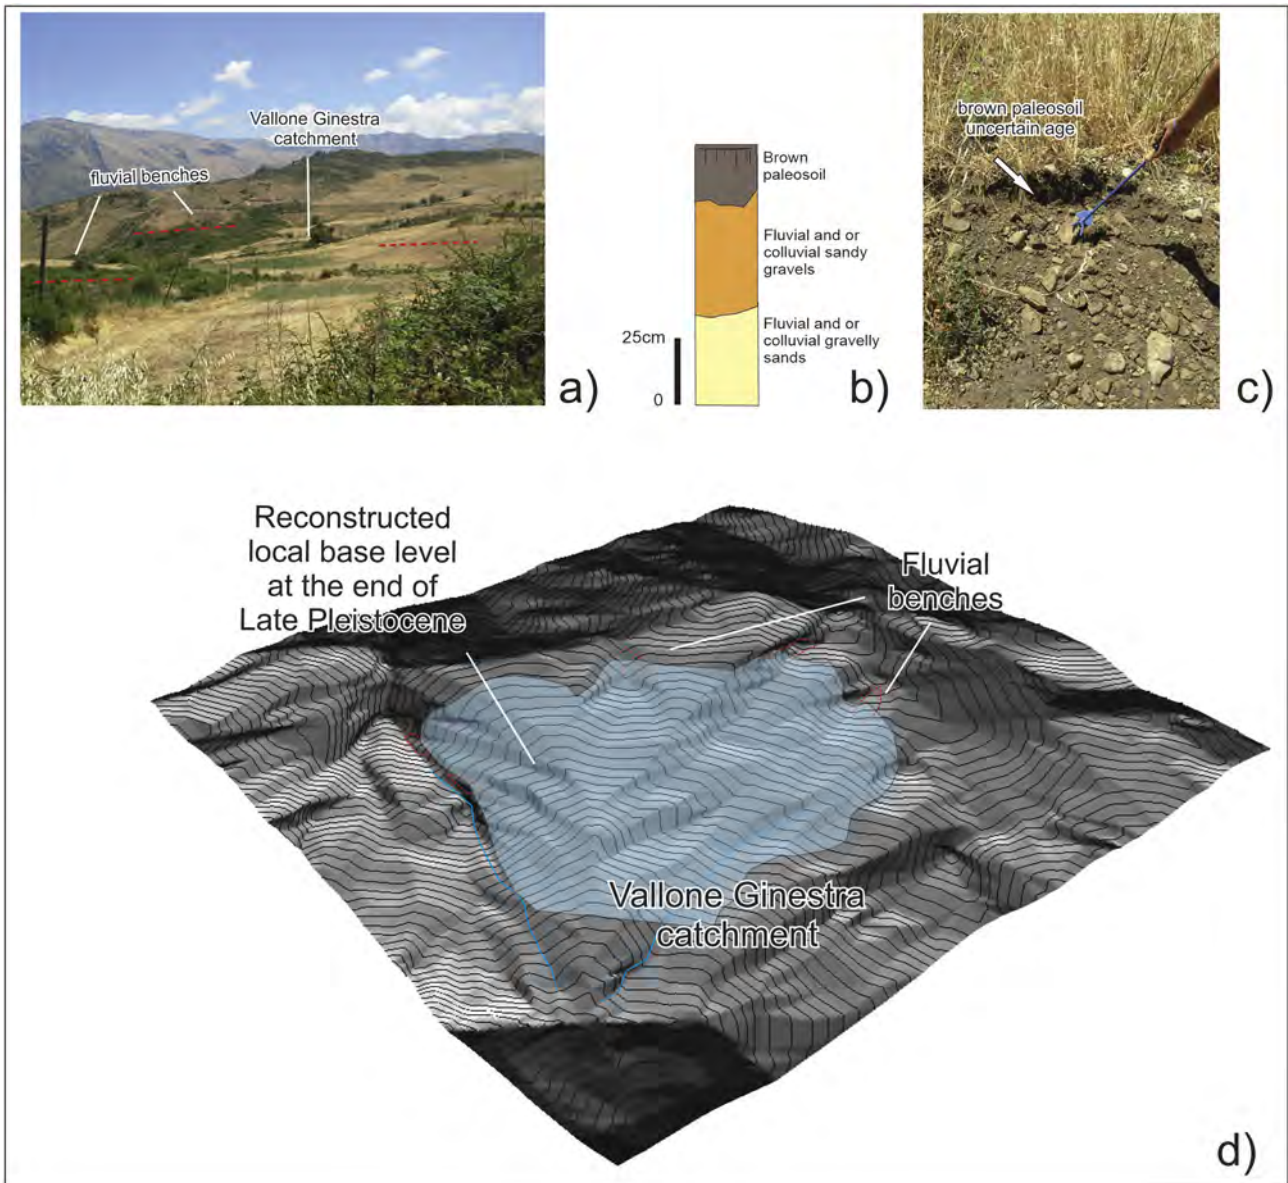 Vallone Ginestra
catchment
fluvial benches
a)
Brown
paleosoil
Fluvial and or
colluvial sandy
gravels
Fluvial and or
colluvial gravelly
sands
25cm
0
b)
brown paleosoil
uncertain age
c)
Reconstructed
local base level
at the end of
Late Pleistocene
Fluvial
benches
Vallone Ginestra
catchment
d)